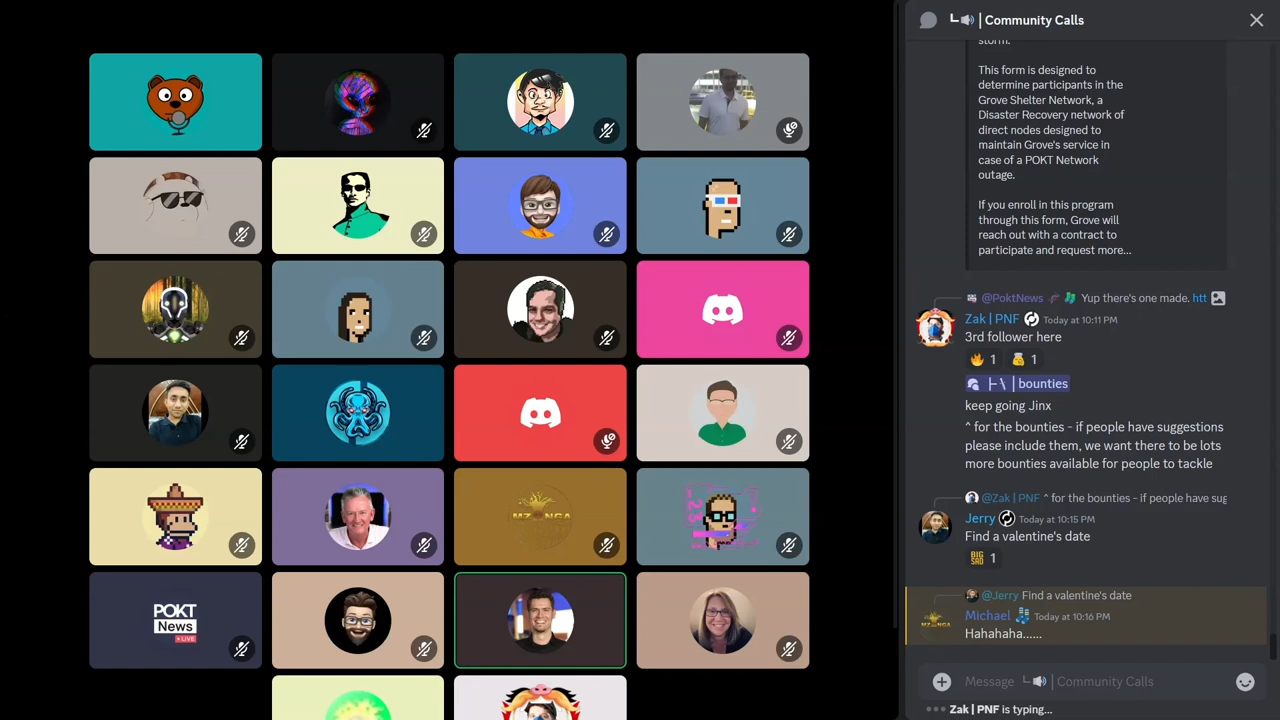 Community Calls
storm.
This form is designed to
determine participants in the
Grove Shelter Network, a
Disaster Recovery network of
direct nodes designed to
maintain Grove's service in
case of a POKT Network
outage.
If you enroll in this program
through this form, Grove will
reach out with a contract to
participate and request more...
@PoktNews Yup there's one made. htt
Zak | PNF Today at 10:11 PM
3rd follower here
1 1
bounties
keep going Jinx
^ for the bounties - if people have suggestions
please include them, we want there to be lots
more bounties available for people to tackle
@Zak | PNF ^ for the bounties - if people have sug
Jerry Today at 10:15 PM
Find a valentine's date
BIG SAD 1
@Jerry Find a valentine's date
Michael Today at 10:16 PM
Hahahaha......
Message Community Calls
Zak | PNF is typing...
MZONGA
POKT
News
LIVE